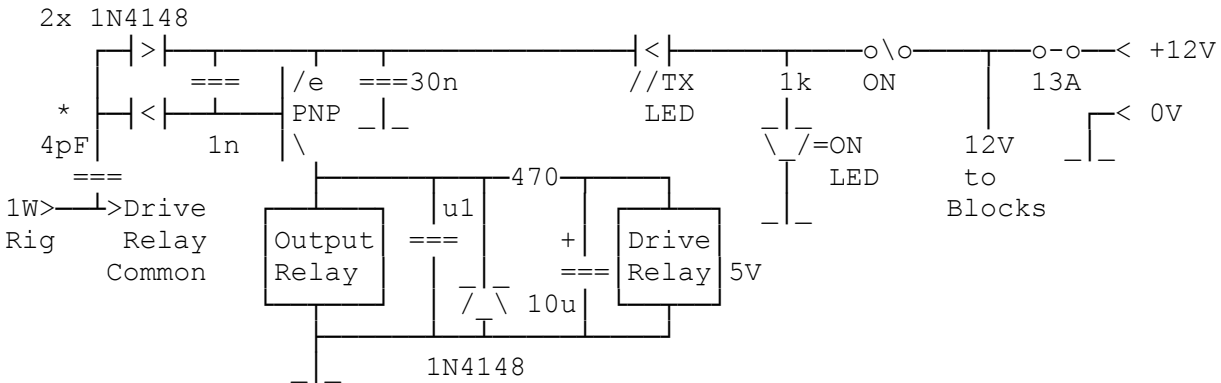 2x 1N4148
< +12V
=== /e ===30n //TX 1k ON 13A
* PNP LED < 0V
4pF 1n \ =ON 12V
=== 470 LED to
1W> >Drive u1 Blocks
Rig Relay Output === + Drive
Common Relay === Relay 5V
10u
1N4148